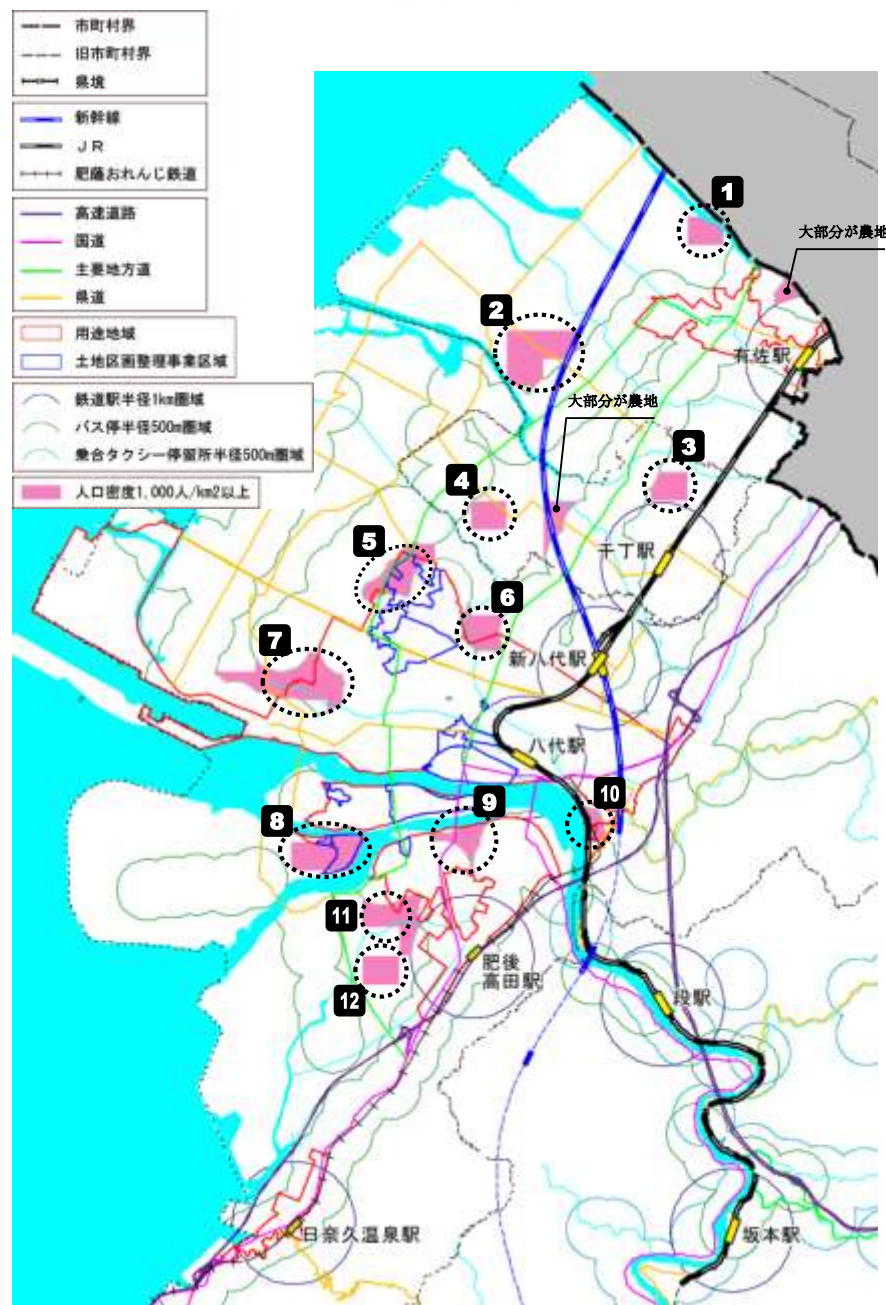 市町村界
旧市町村界
県境
新幹線
ＪＲ
肥薩おれんじ鉄道
高速道路
国道
主要地方道
県道
用途地域
土地区画整理事業区域
鉄道駅半径1km圏域
バス停半径500m圏域
乗合タクシー停留所半径500m圏域
人口密度1,000人/km2以上
1
大部分が農地
2
有佐駅
大部分が農地
3
4
千丁駅
5
6
新八代駅
7
八代駅
10
9
8
11
肥後
高田駅
12
段駅
日奈久温泉駅
坂本駅